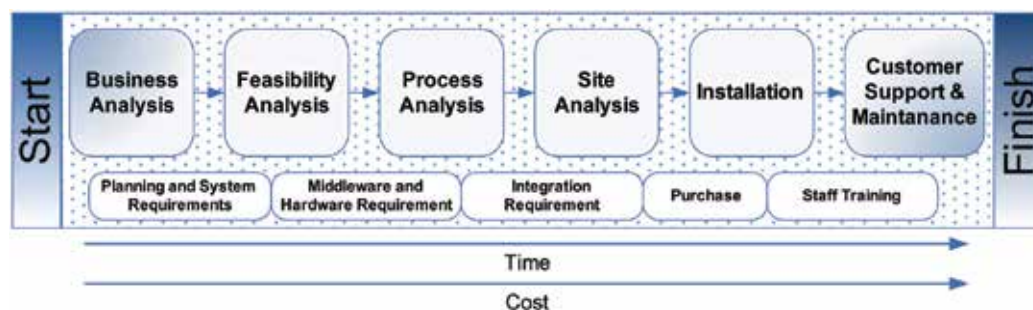 Start
Business
Analysis
Feasibility
Analysis
Process
Analysis
Site
Analysis
Installation
Customer
Support &
Maintanance
Finish
Planning and System
Requirements
Middleware and
Hardware Requirement
Integration
Requirement
Purchase
Staff Training
Time
Cost